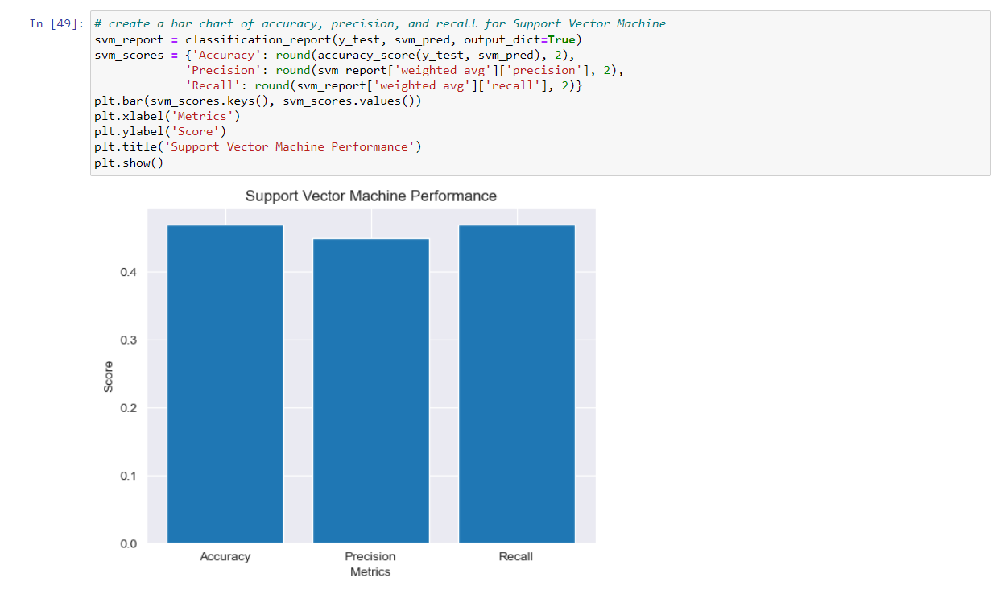 In [49]: # create a bar chart of accuracy, precision, and recall for Support Vector Machine
svm_report = classification_report(y_test, svm_pred, output_dict=True)
svm_scores = {'Accuracy': round(accuracy_score(y_test, svm_pred), 2),
             'Precision': round(svm_report['weighted avg']['precision'], 2),
             'Recall': round(svm_report['weighted avg']['recall'], 2)}
plt.bar(svm_scores.keys(), svm_scores.values())
plt.xlabel('Metrics')
plt.ylabel('Score')
plt.title('Support Vector Machine Performance')
plt.show()
Support Vector Machine Performance
0.4
0.3
0.2
0.1
0.0
Score
Accuracy Precision Recall
Metrics